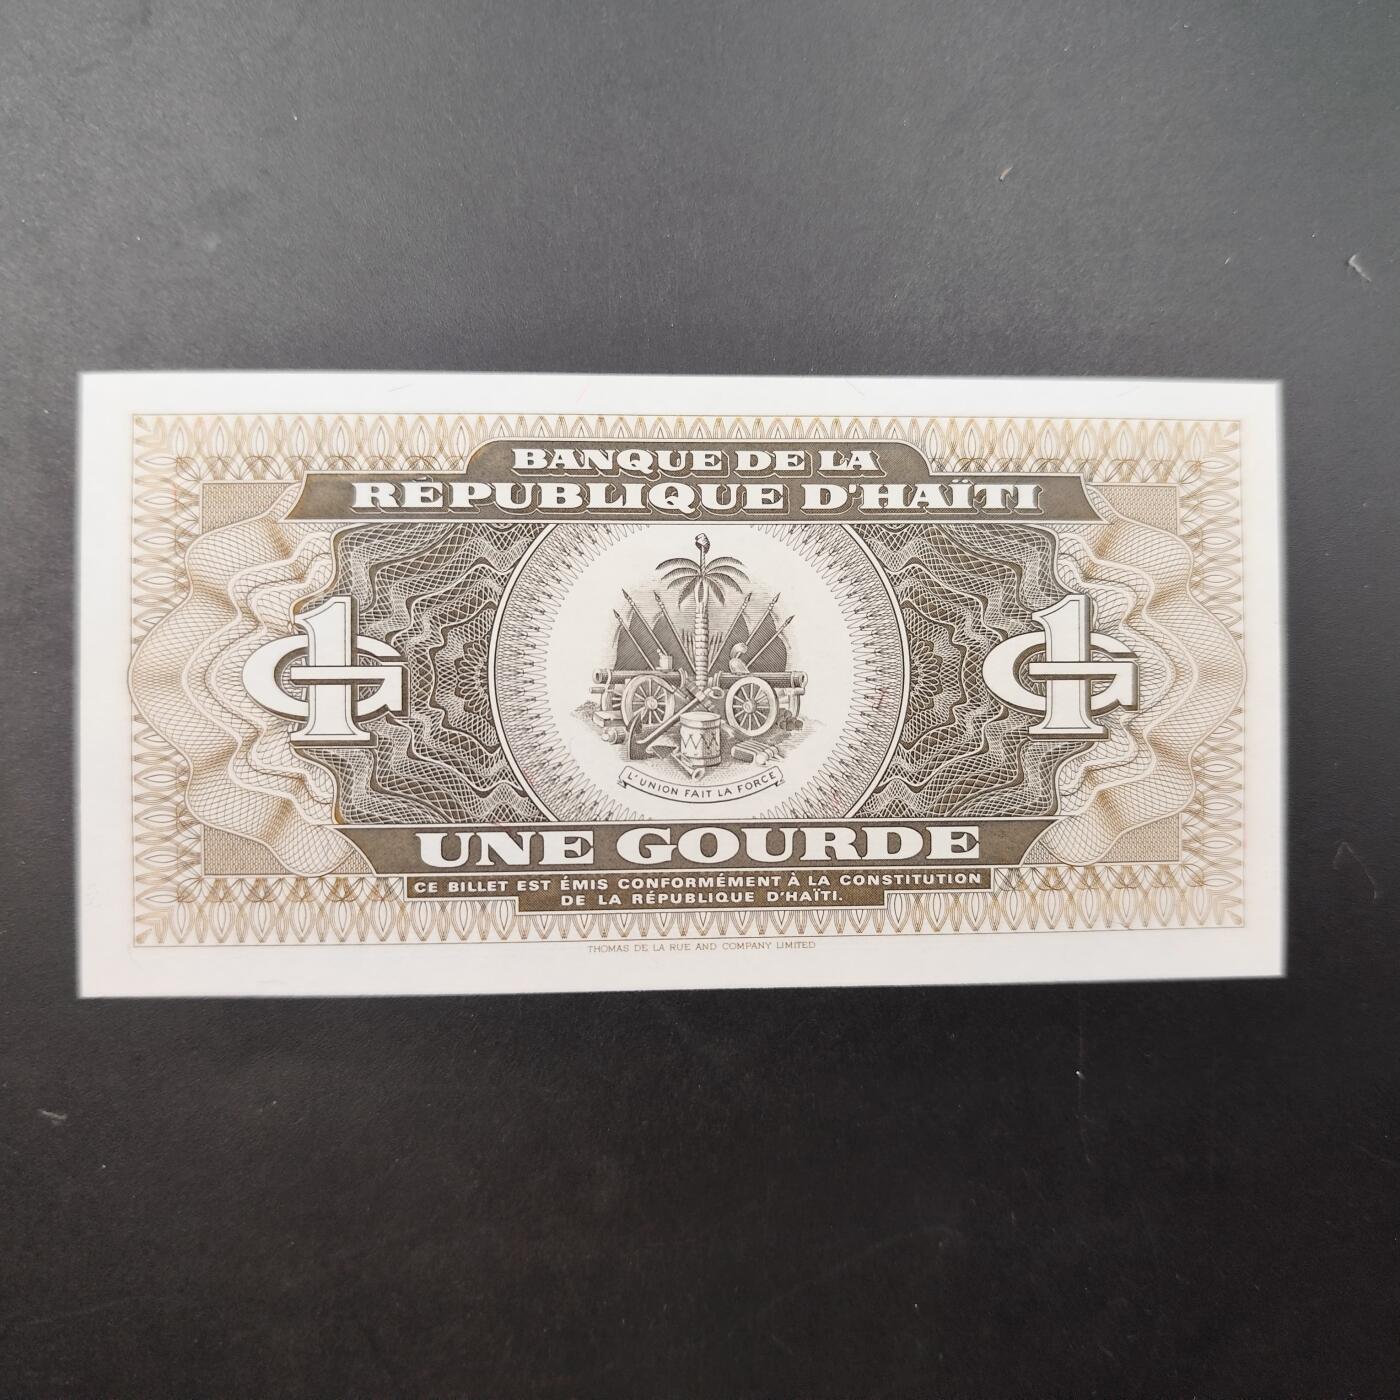 BANQUE DE LA
RÉPUBLIQUE D'HAÏTI
1G
1G
L'UNION FAIT LA FORCE
UNE GOURDE
CE BILLET EST ÉMIS CONFORMÉMENT À LA CONSTITUTION
DE LA RÉPUBLIQUE D'HAÏTI.
THOMAS DE LA RUE AND COMPANY LIMITED